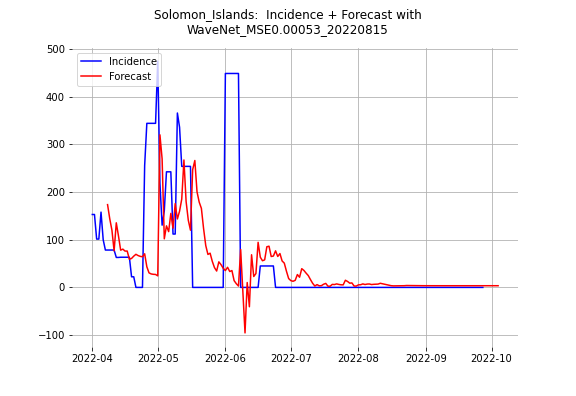 Solomon_Islands: Incidence + Forecast with
WaveNet_MSE0.00053_20220815
Incidence
Forecast
500
400
300
200
100
0
−100
2022-04 2022-05 2022-06 2022-07 2022-08 2022-09 2022-10